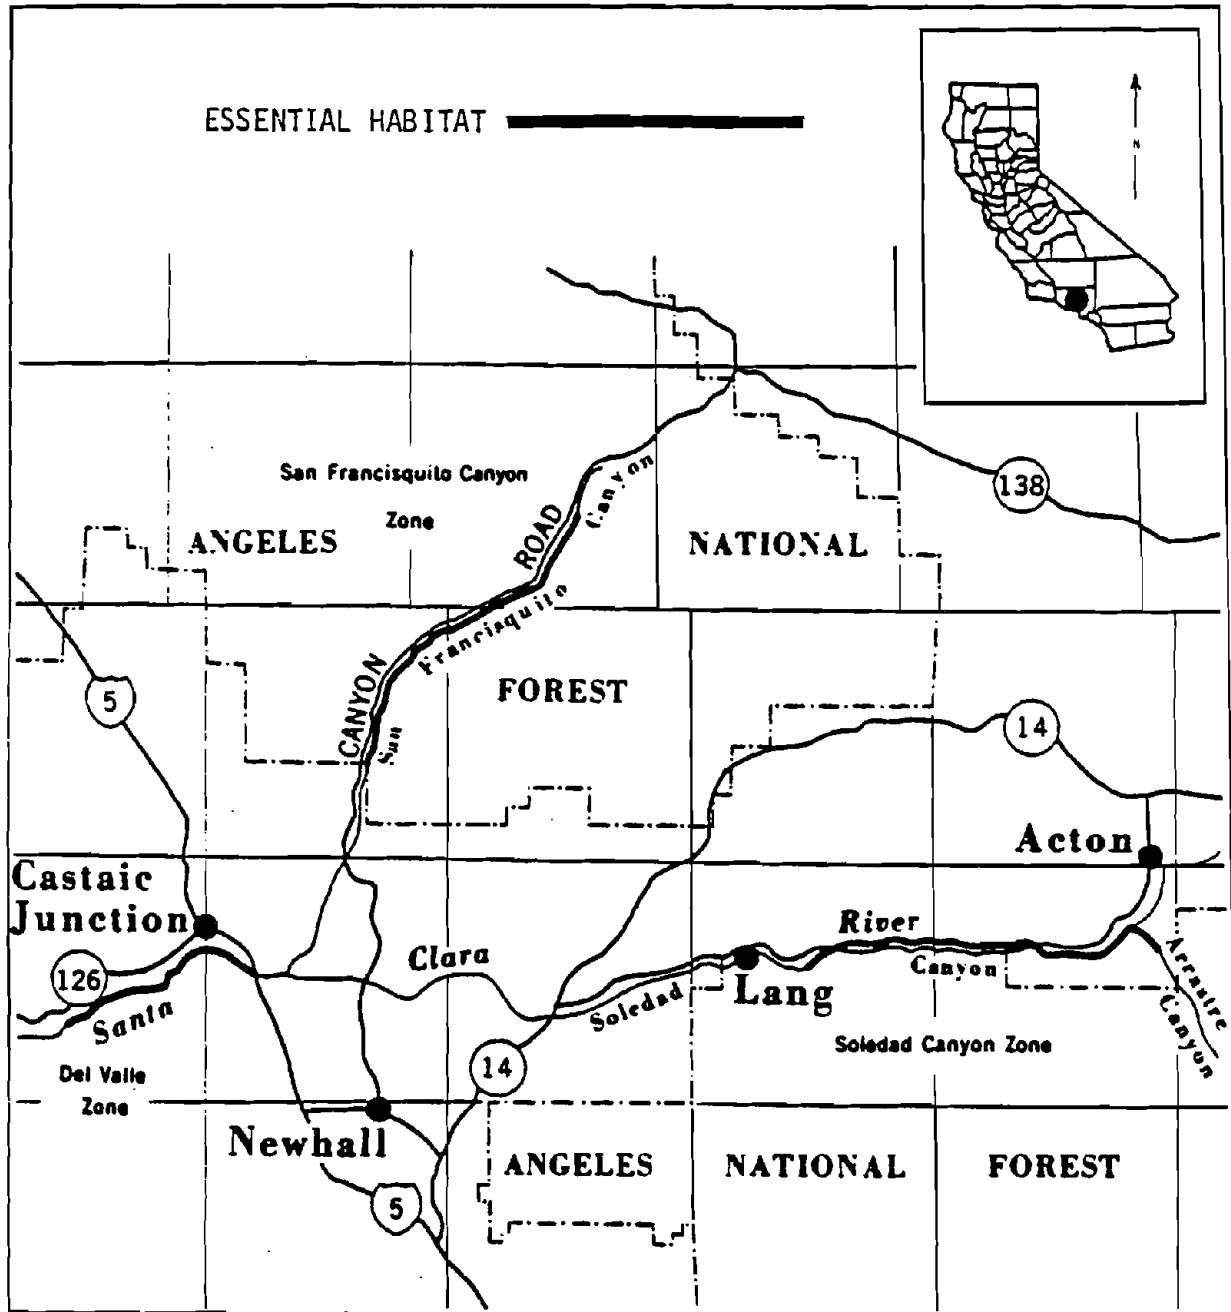 ESSENTIAL HABITAT
N
San Francisquito Canyon
Zone
138
Canyon
ROAD
ANGELES
NATIONAL
Francisquito
CANYON
San
FOREST
5
14
Acton
Castaic
Junction
River
Clara
Canyon
126
Santa
Soledad
Lang
Arrastre
Canyon
Soledad Canyon Zone
Del Valle
Zone
14
Newhall
ANGELES NATIONAL FOREST
5